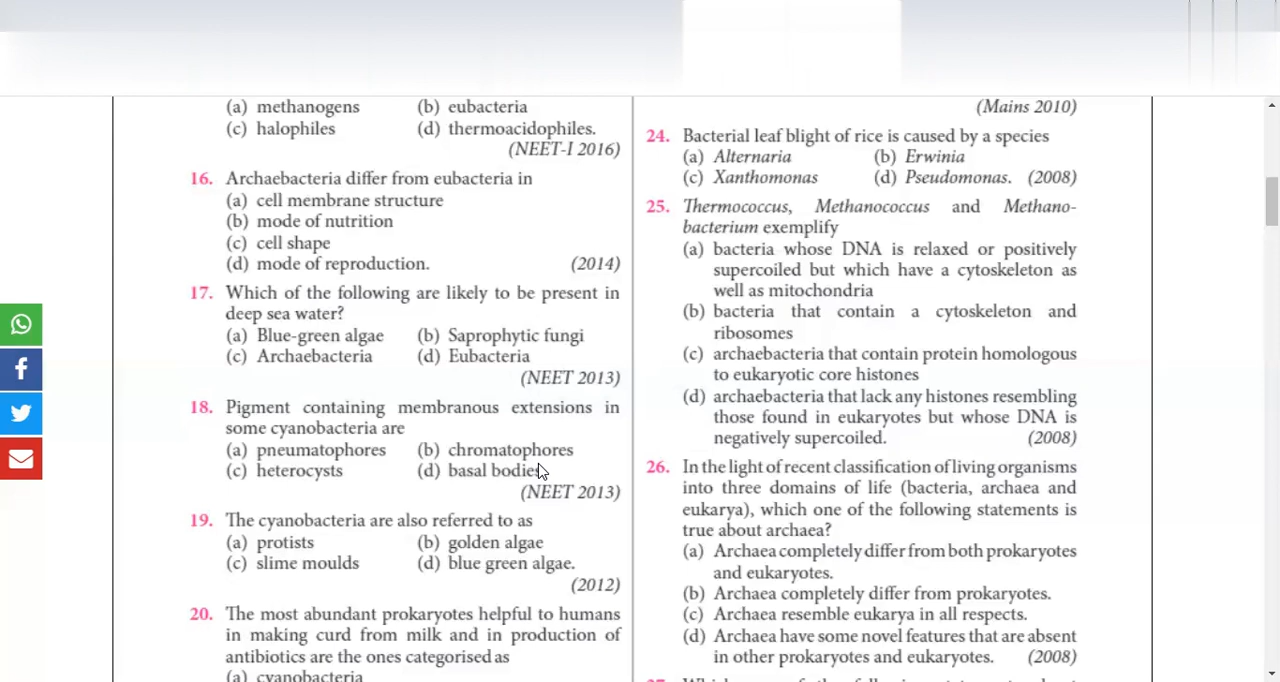 (a) methanogens (b) eubacteria
(c) halophiles (d) thermoacidophiles.
(NEET-I 2016)
16. Archaebacteria differ from eubacteria in
(a) cell membrane structure
(b) mode of nutrition
(c) cell shape
(d) mode of reproduction. (2014)
17. Which of the following are likely to be present in
deep sea water?
(a) Blue-green algae (b) Saprophytic fungi
(c) Archaebacteria (d) Eubacteria
(NEET 2013)
18. Pigment containing membranous extensions in
some cyanobacteria are
(a) pneumatophores (b) chromatophores
(c) heterocysts (d) basal bodies
(NEET 2013)
19. The cyanobacteria are also referred to as
(a) protists (b) golden algae
(c) slime moulds (d) blue green algae.
(2012)
20. The most abundant prokaryotes helpful to humans
in making curd from milk and in production of
antibiotics are the ones categorised as
(a) cyanobacteria
(Mains 2010)
24. Bacterial leaf blight of rice is caused by a species
(a) Alternaria (b) Erwinia
(c) Xanthomonas (d) Pseudomonas. (2008)
25. Thermococcus, Methanococcus and Methano-
bacterium exemplify
(a) bacteria whose DNA is relaxed or positively
supercoiled but which have a cytoskeleton as
well as mitochondria
(b) bacteria that contain a cytoskeleton and
ribosomes
(c) archaebacteria that contain protein homologous
to eukaryotic core histones
(d) archaebacteria that lack any histones resembling
those found in eukaryotes but whose DNA is
negatively supercoiled. (2008)
26. In the light of recent classification of living organisms
into three domains of life (bacteria, archaea and
eukarya), which one of the following statements is
true about archaea?
(a) Archaea completely differ from both prokaryotes
and eukaryotes.
(b) Archaea completely differ from prokaryotes.
(c) Archaea resemble eukarya in all respects.
(d) Archaea have some novel features that are absent
in other prokaryotes and eukaryotes. (2008)